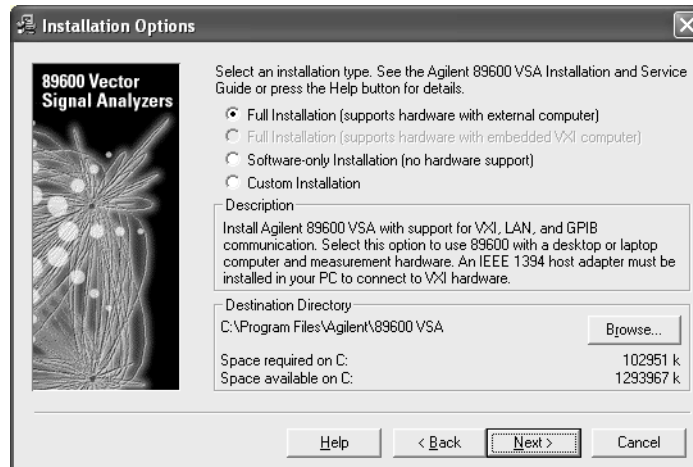 Installation Options
89600 Vector
Signal Analyzers
Select an installation type. See the Agilent 89600 VSA Installation and Service
Guide or press the Help button for details.
Full Installation (supports hardware with external computer)
Full Installation (supports hardware with embedded VXI computer)
Software-only Installation (no hardware support)
Custom Installation
Description
Install Agilent 89600 VSA with support for VXI, LAN, and GPIB
communication. Select this option to use 89600 with a desktop or laptop
computer and measurement hardware. An IEEE 1394 host adapter must be
installed in your PC to connect to VXI hardware.
Destination Directory
C:\Program Files\Agilent\89600 VSA
Browse...
Space required on C: 102951 k
Space available on C: 1293967 k
Help < Back Next > Cancel